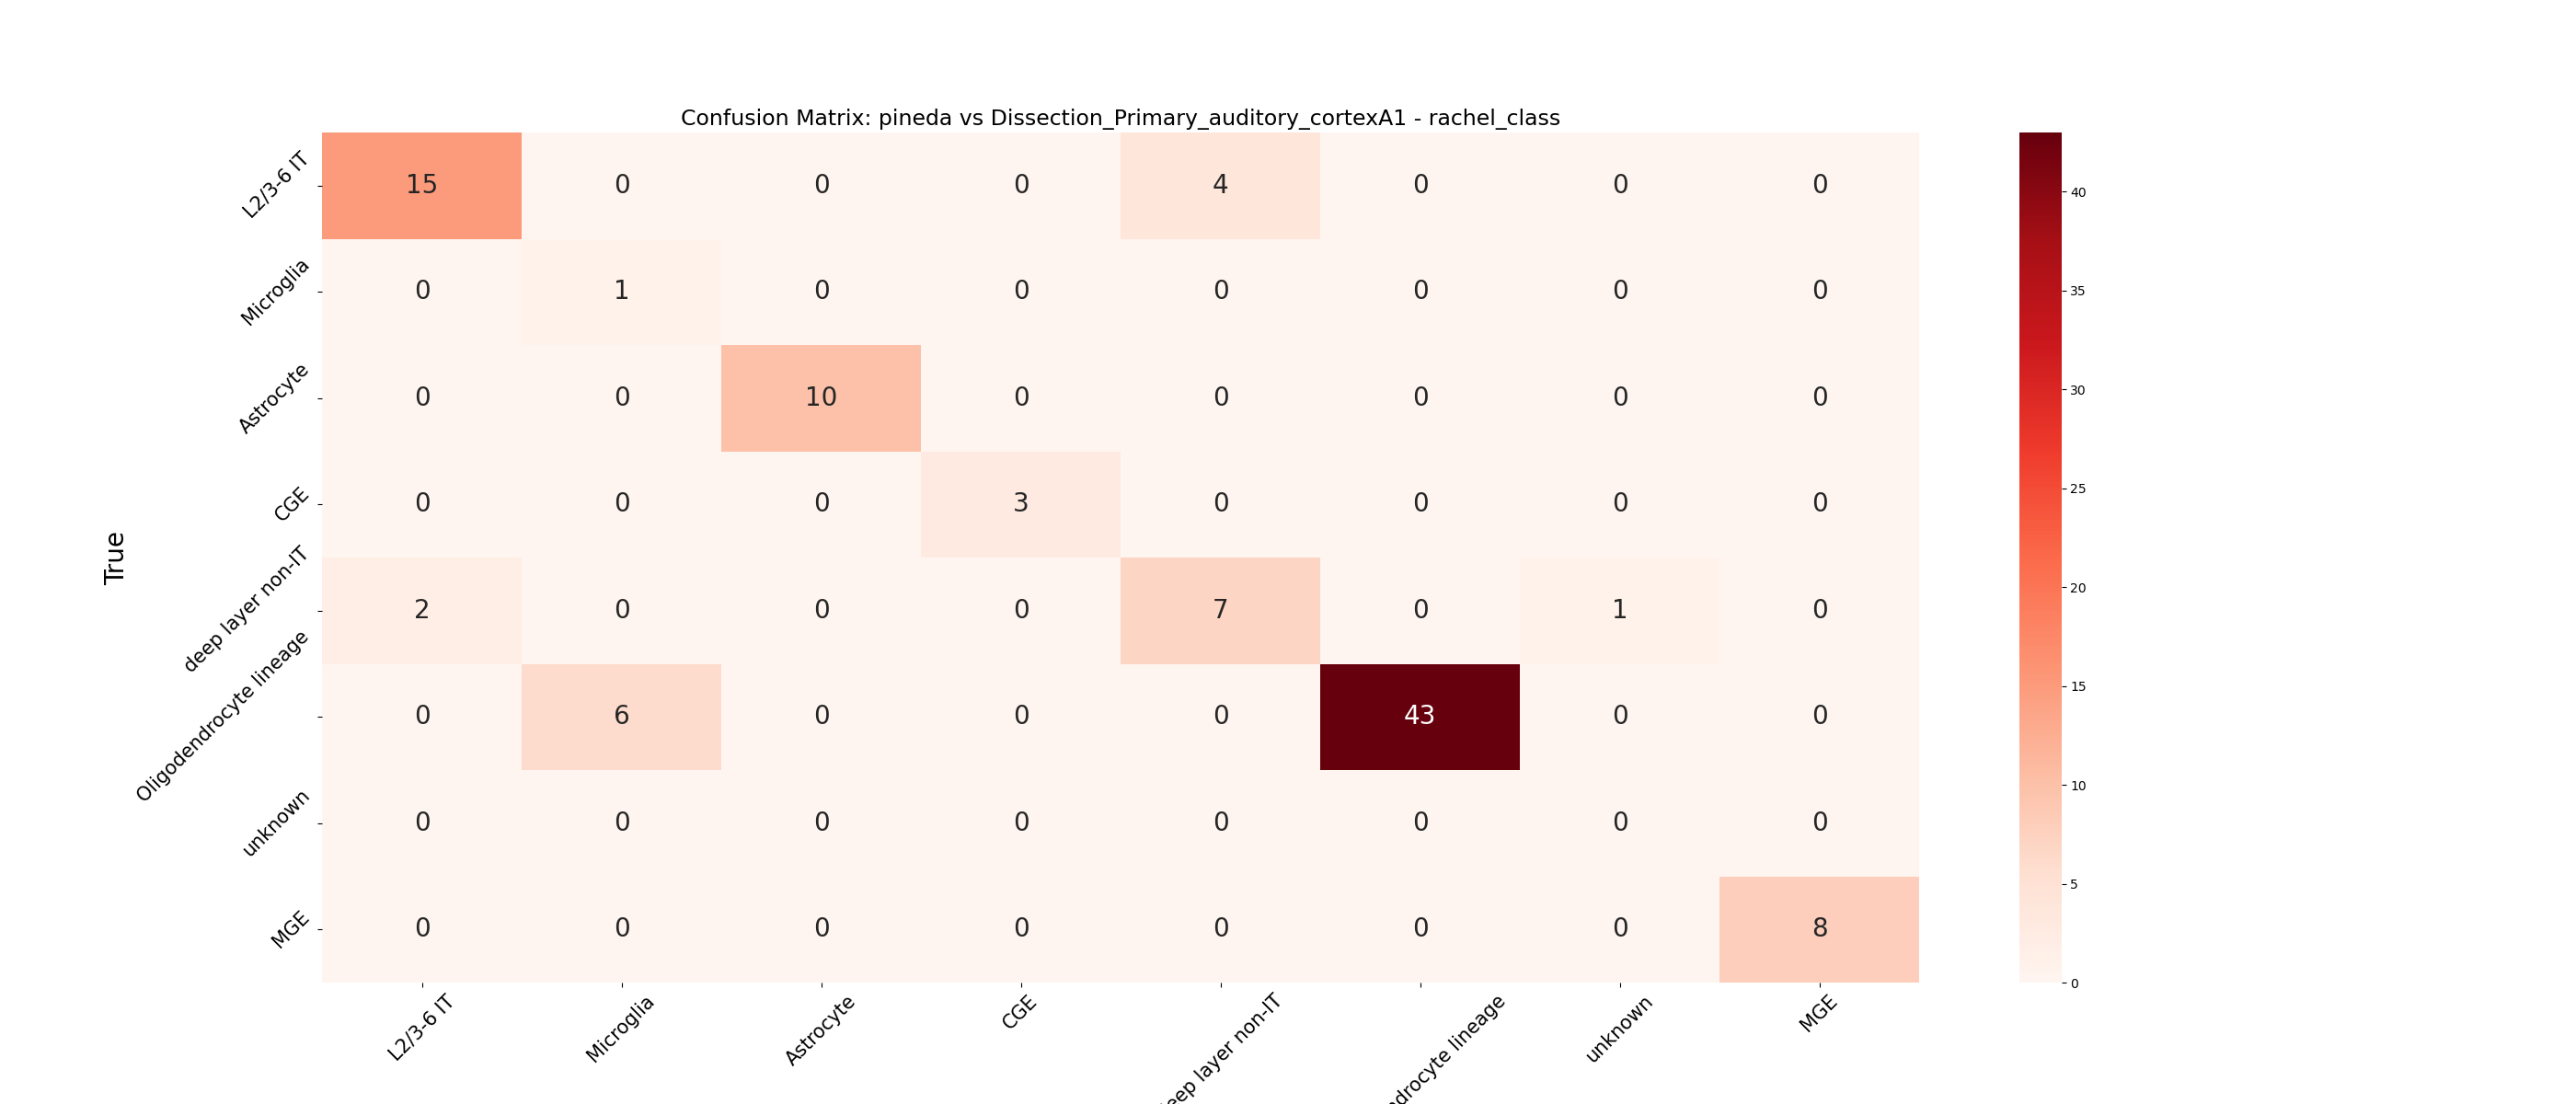 Confusion Matrix: pineda vs Dissection_Primary_auditory_cortexA1 - rachel_class
True
L2/3-6 IT 15 0 0 0 4 0 0 0
Microglia 0 1 0 0 0 0 0 0
Astrocyte 0 0 10 0 0 0 0 0
CGE 0 0 0 3 0 0 0 0
deep layer non-IT 2 0 0 0 7 0 1 0
Oligodendrocyte lineage 0 6 0 0 0 43 0 0
unknown 0 0 0 0 0 0 0 0
MGE 0 0 0 0 0 0 0 8
L2/3-6 IT Microglia Astrocyte CGE eep layer non-IT ndrocyte lineage unknown MGE
40
35
30
25
20
15
10
5
0